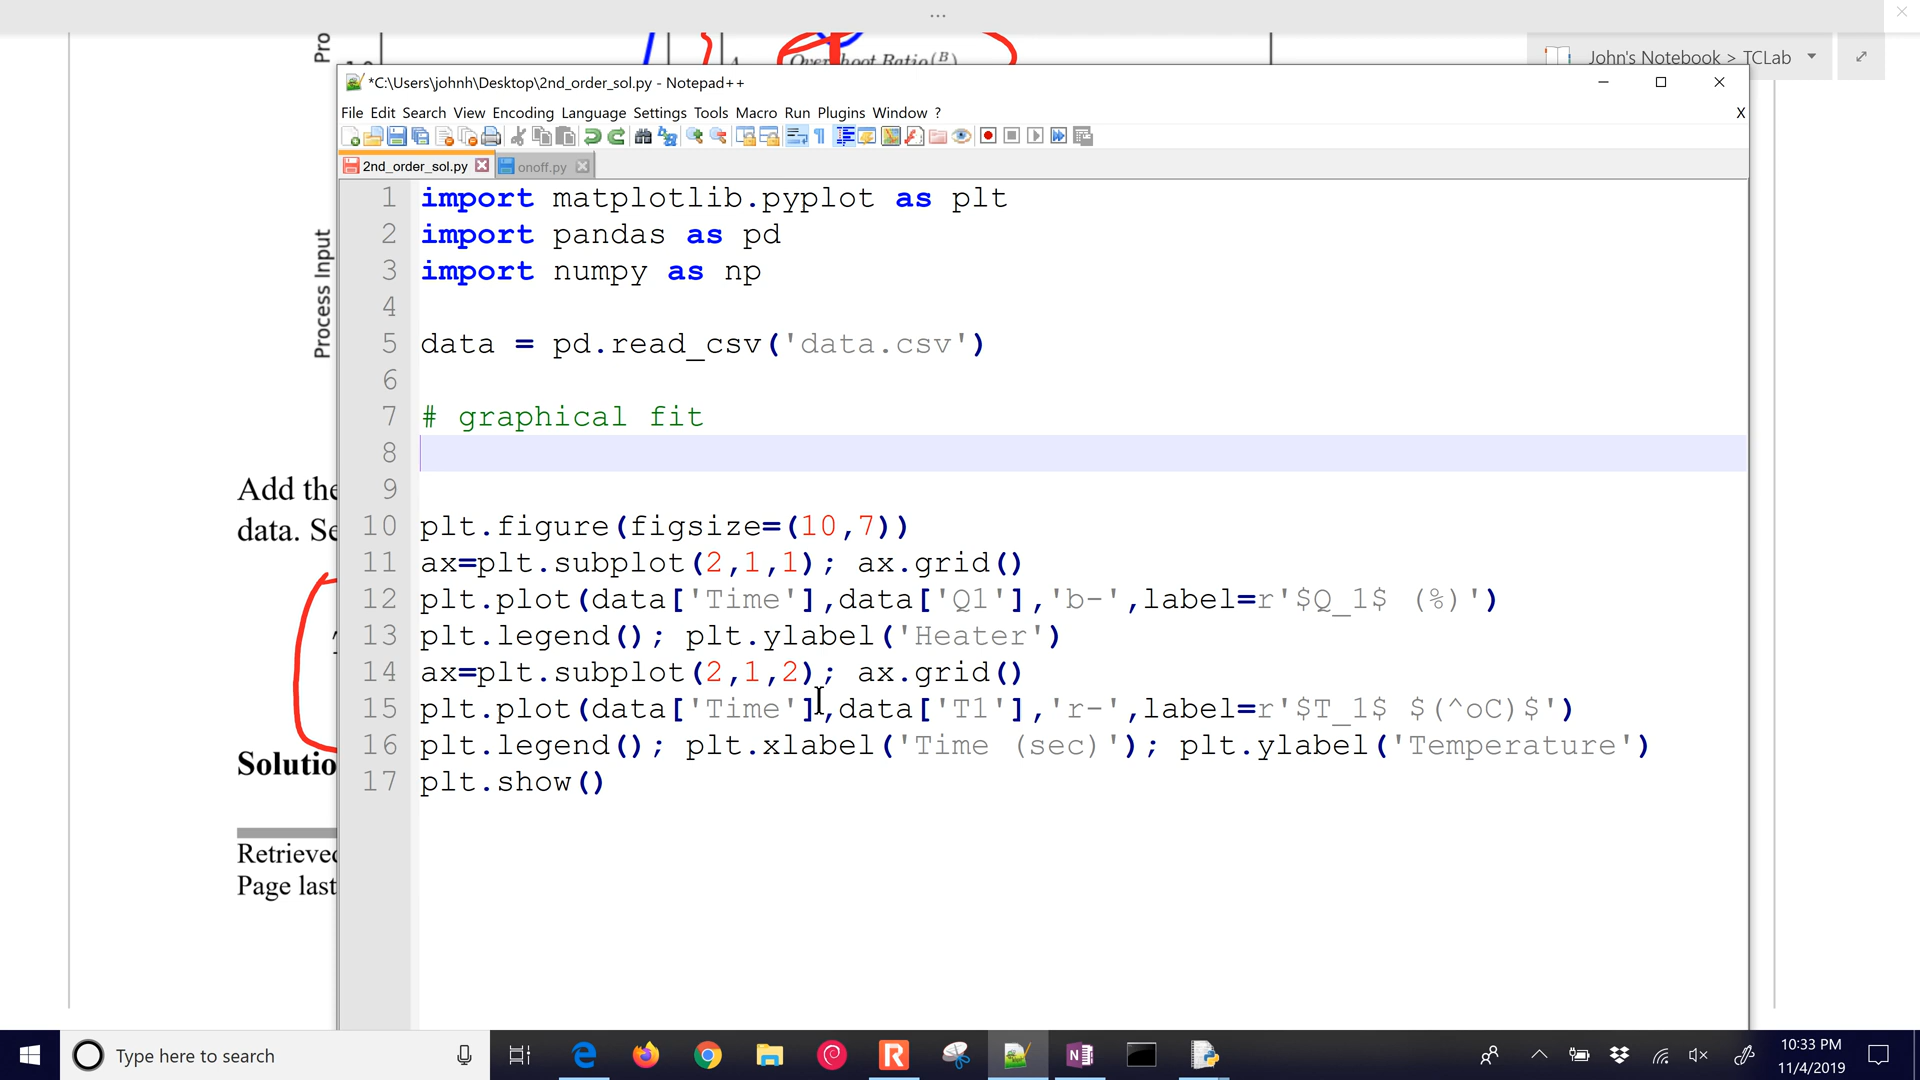 ...
Pro
Overshoot Ratio (B)
John's Notebook > TCLab
*C:\Users\johnh\Desktop\2nd_order_sol.py - Notepad++
File Edit Search View Encoding Language Settings Tools Macro Run Plugins Window ?
X
2nd_order_sol.py
onoff.py
1 import matplotlib.pyplot as plt
2 import pandas as pd
3 import numpy as np
4
5 data = pd.read_csv('data.csv')
6
7 # graphical fit
8
9
10 plt.figure(figsize=(10,7))
11 ax=plt.subplot(2,1,1); ax.grid()
12 plt.plot(data['Time'],data['Q1'],'b-',label=r'$Q_1$ (%)')
13 plt.legend(); plt.ylabel('Heater')
14 ax=plt.subplot(2,1,2); ax.grid()
15 plt.plot(data['Time'],data['T1'],'r-',label=r'$T_1$ $(^oC)$')
16 plt.legend(); plt.xlabel('Time (sec)'); plt.ylabel('Temperature')
17 plt.show()
Process Input
Add the
data. Se
Solutio
Retrieved
Page last
Type here to search
10:33 PM
11/4/2019